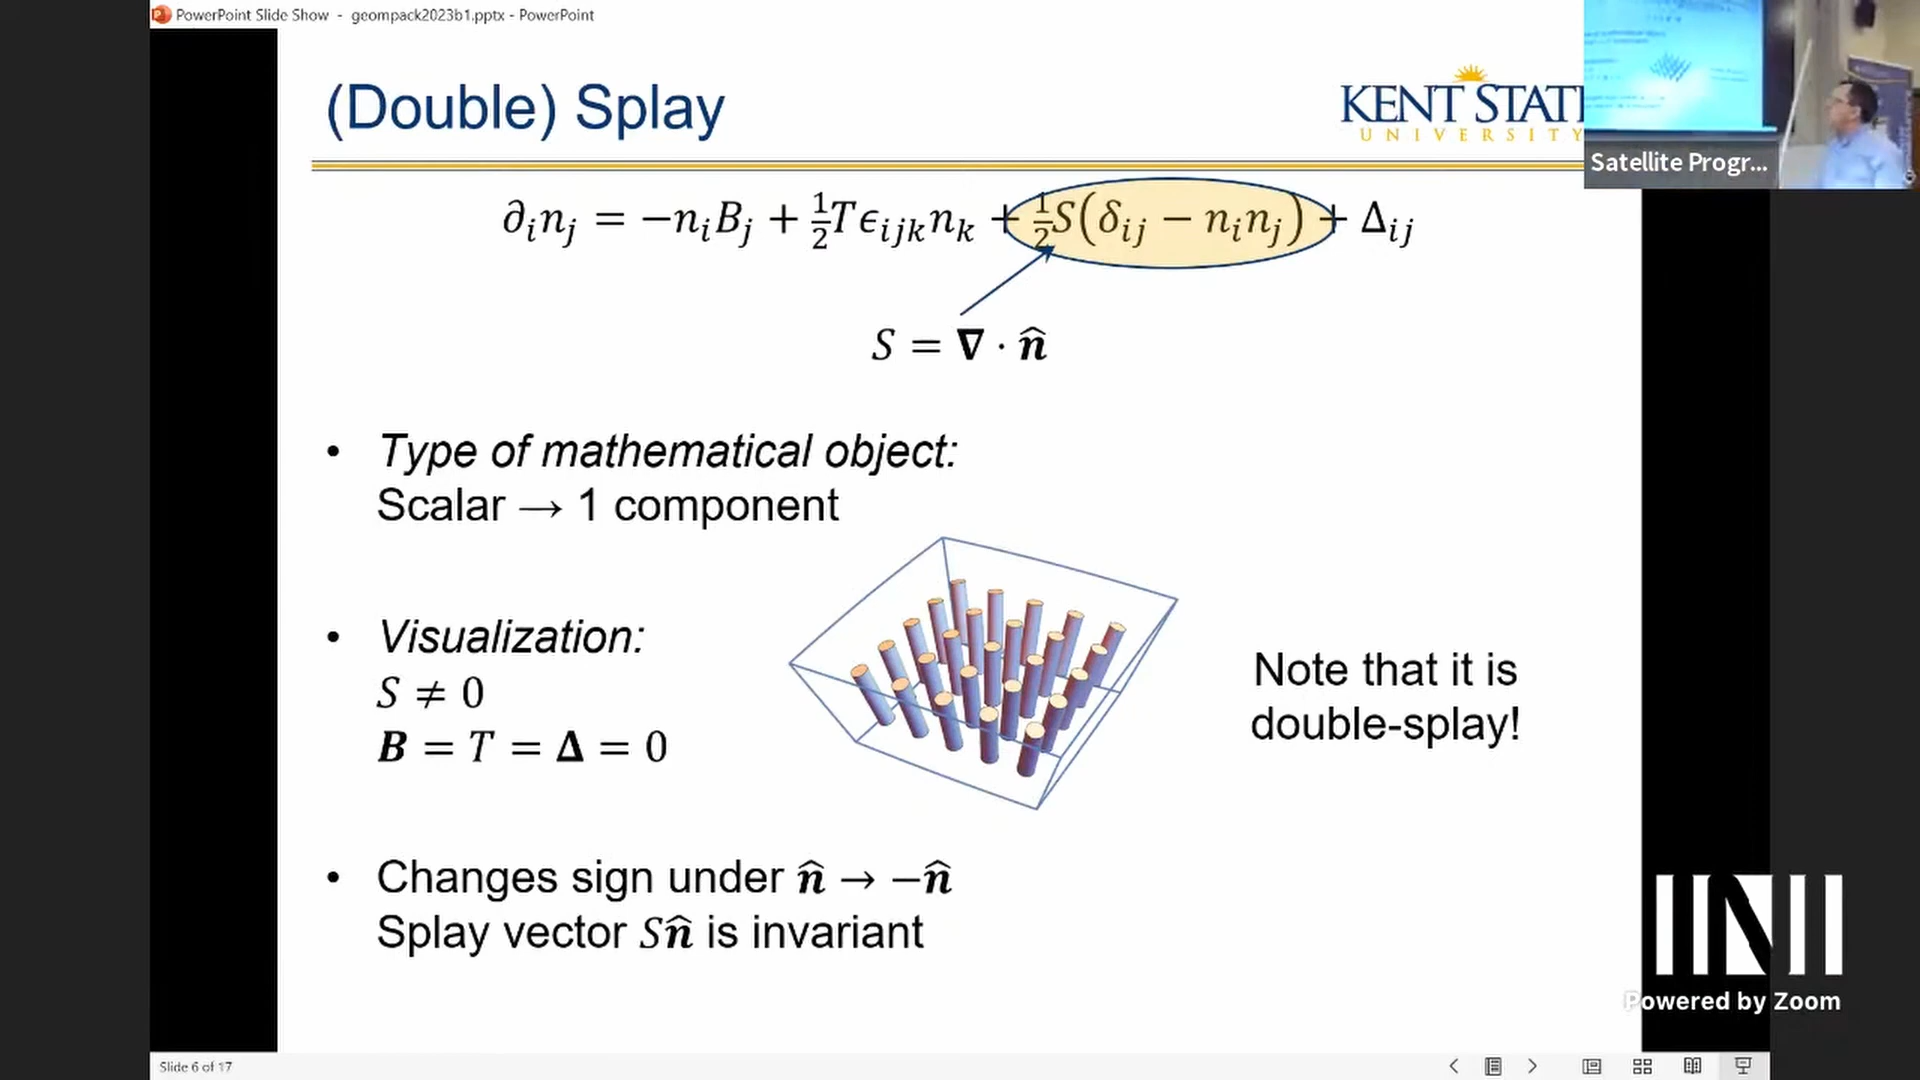 PowerPoint Slide Show - geompack2023b1.pptx - PowerPoint
(Double) Splay
KENT STAT
UNIVERSITY
Satellite Progr...
∂ᵢnⱼ = −nᵢBⱼ + ½Tϵᵢⱼₖnₖ + ½S(δᵢⱼ − nᵢnⱼ) + Δᵢⱼ
S = ∇ · n̂
• Type of mathematical object:
Scalar → 1 component
• Visualization:
S ≠ 0
B = T = Δ = 0
Note that it is
double-splay!
• Changes sign under n̂ → −n̂
Splay vector Sn̂ is invariant
Powered by Zoom
Slide 6 of 17